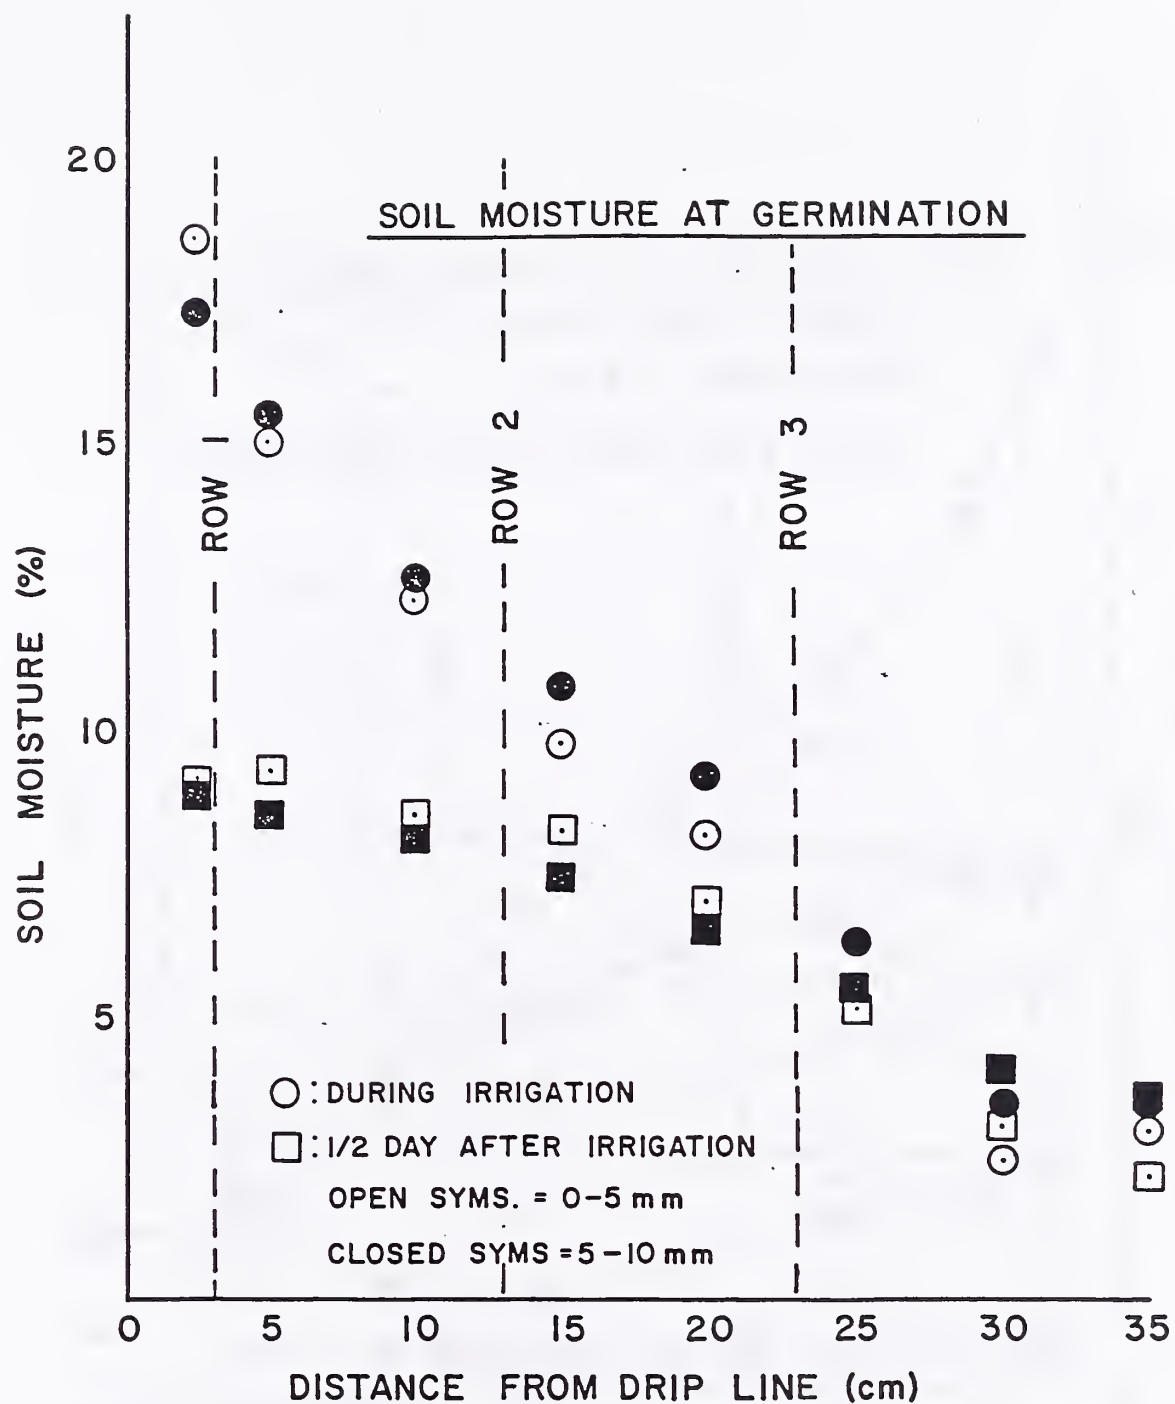 SOIL MOISTURE AT GERMINATION
20
15
10
5
SOIL MOISTURE (%)
ROW 1
ROW 2
ROW 3
○ : DURING IRRIGATION
□ : 1/2 DAY AFTER IRRIGATION
OPEN SYMS. = 0-5 mm
CLOSED SYMS = 5-10 mm
0 5 10 15 20 25 30 35
DISTANCE FROM DRIP LINE (cm)